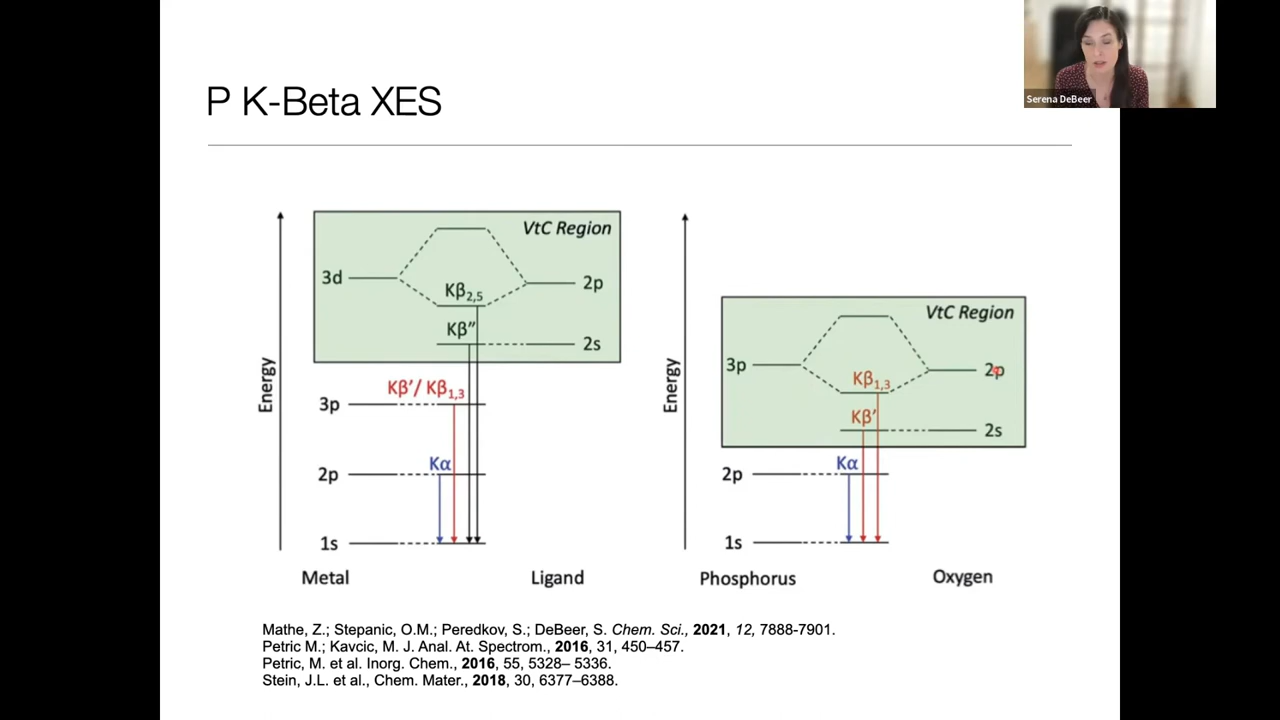 Serena DeBeer
P K-Beta XES
VtC Region
3d
2p
Kβ2,5
Kβ″
2s
Kβ′/ Kβ1,3
3p
Kα
2p
1s
Energy
Metal
Ligand
VtC Region
3p
2p
Kβ1,3
Kβ′
2s
Kα
2p
1s
Energy
Phosphorus
Oxygen
Mathe, Z.; Stepanic, O.M.; Peredkov, S.; DeBeer, S. Chem. Sci., 2021, 12, 7888-7901.
Petric M.; Kavcic, M. J. Anal. At. Spectrom., 2016, 31, 450–457.
Petric, M. et al. Inorg. Chem., 2016, 55, 5328– 5336.
Stein, J.L. et al., Chem. Mater., 2018, 30, 6377–6388.